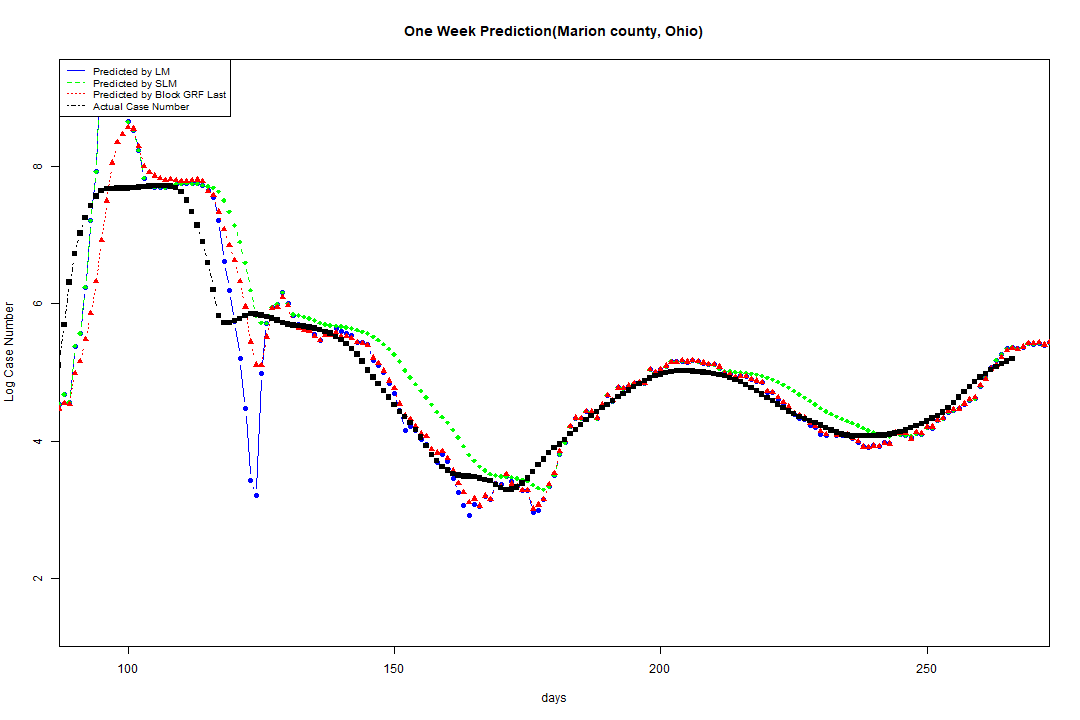 One Week Prediction(Marion county, Ohio)
Predicted by LM
Predicted by SLM
Predicted by Block GRF Last
Actual Case Number
8
6
4
2
Log Case Number
100
150
200
250
days